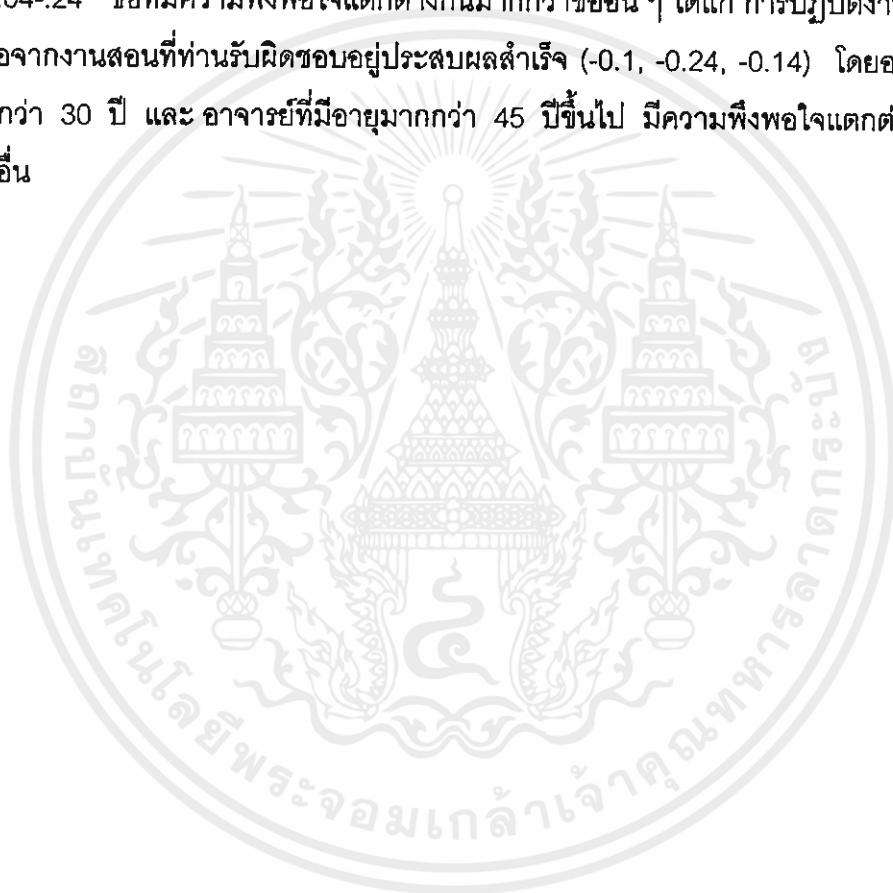 .04-.24 ข้อที่มีความพึงพอใจแตกต่างกันมากกว่าข้ออื่น ๆ ได้แก่ การปฏิบัติงาน
อจากงานสอนที่ท่านรับผิดชอบอยู่ประสบผลสำเร็จ (-0.1, -0.24, -0.14) โดยอ
กว่า 30 ปี และ อาจารย์ที่มีอายุมากกว่า 45 ปีขึ้นไป มีความพึงพอใจแตกต่
อื่น
สถาบันเทคโนโลยีพระจอมเกล้าเจ้าคุณทหารลาดกระบัง